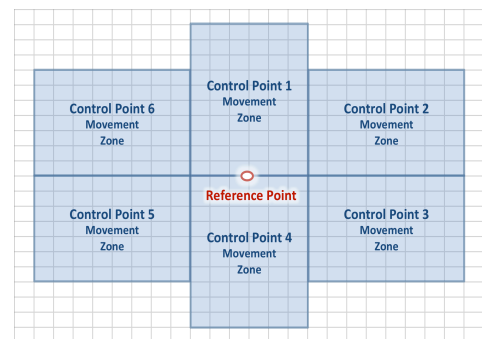 Control Point 1
Movement
Zone
Control Point 6
Movement
Zone
Control Point 2
Movement
Zone
Reference Point
Control Point 5
Movement
Zone
Control Point 4
Movement
Zone
Control Point 3
Movement
Zone